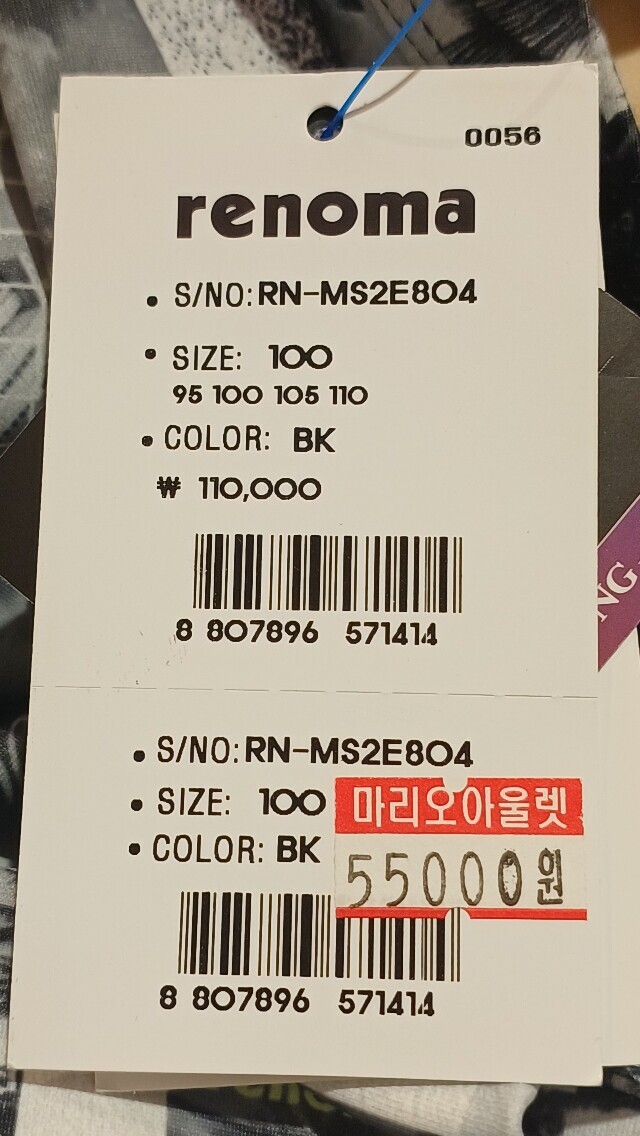 0056
renoma
• S/NO: RN-MS2E804
• SIZE: 100
95 100 105 110
• COLOR: BK
₩ 110,000
8 807896 571414
NG
• S/NO: RN-MS2E804
• SIZE: 100
마리오아울렛
• COLOR: BK
55000원
8 807896 571414